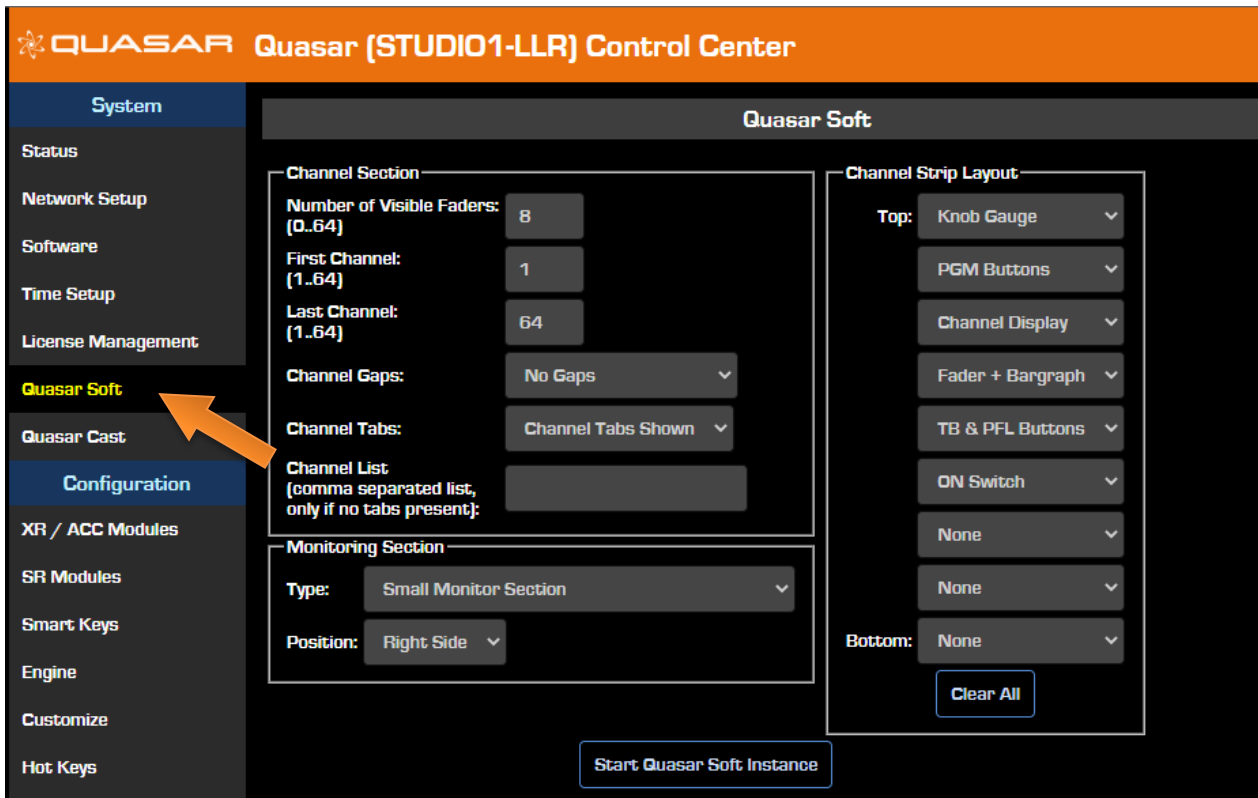 QUASAR Quasar (STUDIO1-LLR) Control Center
System
Status
Network Setup
Software
Time Setup
License Management
Quasar Soft
Quasar Cast
Configuration
XR / ACC Modules
SR Modules
Smart Keys
Engine
Customize
Hot Keys
Quasar Soft
Channel Section
Number of Visible Faders: 8
(0..64)
First Channel: 1
(1..64)
Last Channel: 64
(1..64)
Channel Gaps: No Gaps
Channel Tabs: Channel Tabs Shown
Channel List
(comma separated list,
only if no tabs present):
Monitoring Section
Type: Small Monitor Section
Position: Right Side
Channel Strip Layout
Top: Knob Gauge
PGM Buttons
Channel Display
Fader + Bargraph
TB & PFL Buttons
ON Switch
None
None
Bottom: None
Clear All
Start Quasar Soft Instance